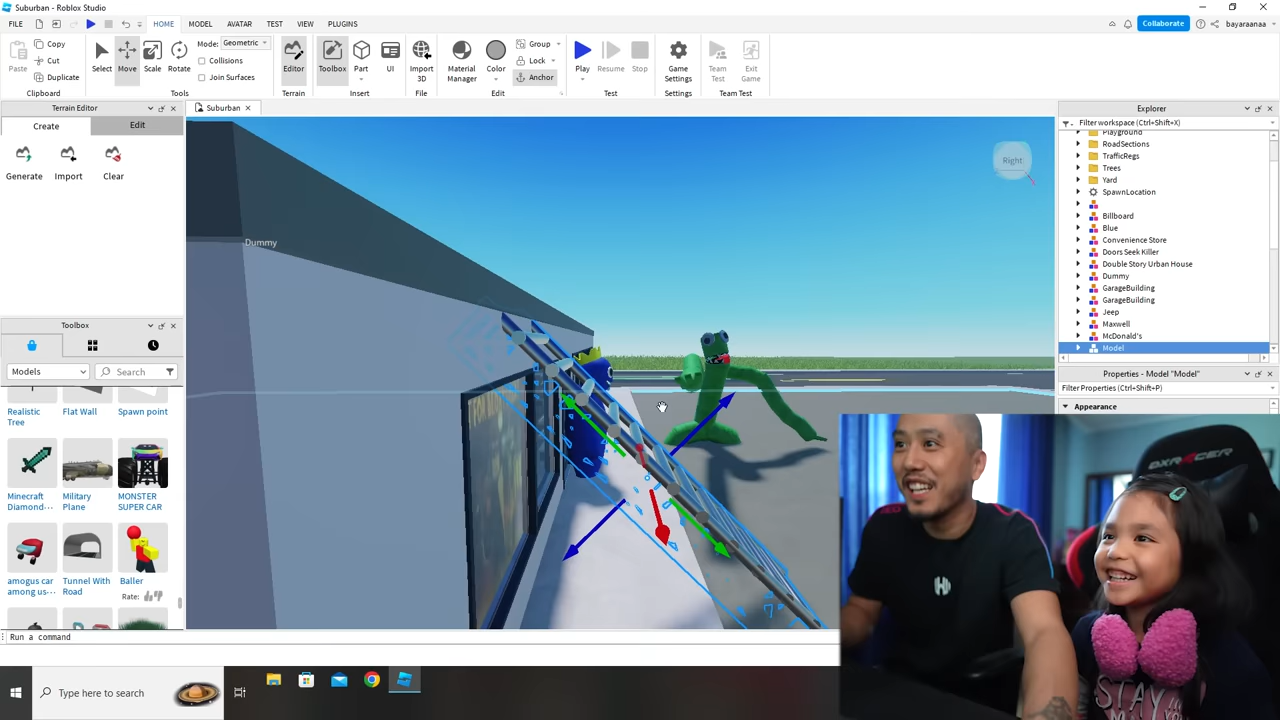 Suburban - Roblox Studio
FILE HOME MODEL AVATAR TEST VIEW PLUGINS Collaborate bayaraanaa
Copy Group Mode: Geometric
Cut Collisions Lock
Paste Duplicate Select Move Scale Rotate Join Surfaces Editor Toolbox Part UI Import 3D Material Manager Color Anchor Play Resume Stop Game Settings Team Test Exit Game
Clipboard Tools Terrain Insert File Edit Test Settings Team Test
Terrain Editor
Create Edit
Generate Import Clear
Suburban
Dummy
Right
Toolbox
Models Search
Realistic Tree
Flat Wall
Spawn point
Minecraft Diamond...
Military Plane
MONSTER SUPER CAR
amogus car among us...
Tunnel With Road
Baller
Rate:
Run a command
Explorer
Filter workspace (Ctrl+Shift+X)
Playground
RoadSections
TrafficRegs
Trees
Yard
SpawnLocation
Billboard
Blue
Convenience Store
Doors Seek Killer
Double Story Urban House
Dummy
GarageBuilding
GarageBuilding
Jeep
Maxwell
McDonald's
Model
Properties - Model "Model"
Filter Properties (Ctrl+Shift+P)
Appearance
DXRACER
STAY
Type here to search